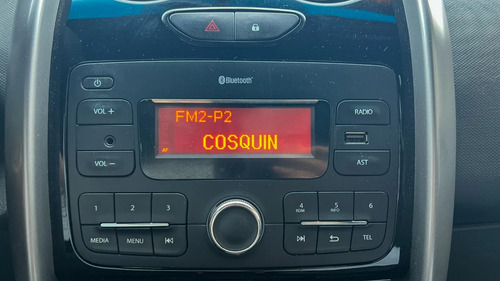 Bluetooth
VOL +
FM2-P2
COSQUIN
AF
RADIO
VOL –
AST
1 2 3
4 RDM 5 INFO 6
MEDIA MENU
TEL